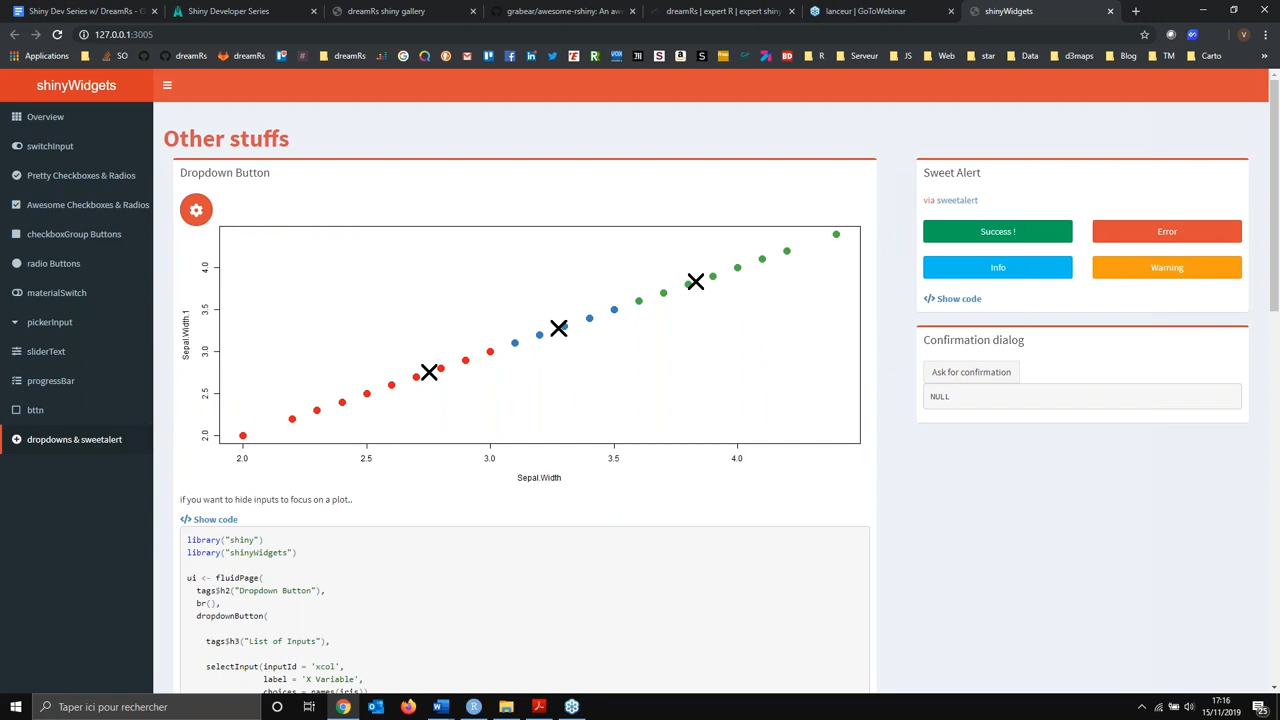 Shiny Dev Series w/ DreamRs - G
Shiny Developer Series
dreamRs shiny gallery
grabear/awesome-rshiny: An awe
dreamRs | expert R | expert shiny
lanceur | GoToWebinar
shinyWidgets
127.0.0.1:3005
Applications
SO
dreamRs
dreamRs
R
Serveur
JS
Web
star
Data
d3maps
Blog
TM
Carto
shinyWidgets
Overview
switchInput
Pretty Checkboxes & Radios
Awesome Checkboxes & Radios
checkboxGroup Buttons
radio Buttons
materialSwitch
pickerInput
sliderText
progressBar
bttn
dropdowns & sweetalert
Other stuffs
Dropdown Button
Sepal.Width.1
4.0
3.5
3.0
2.5
2.0
2.0 2.5 3.0 3.5 4.0
Sepal.Width
if you want to hide inputs to focus on a plot..
</> Show code
library("shiny")
library("shinyWidgets")
ui <- fluidPage(
tags$h2("Dropdown Button"),
br(),
dropdownButton(
tags$h3("List of Inputs"),
selectInput(inputId = 'xcol',
label = 'X Variable',
choices = names(iris)),
Sweet Alert
via sweetalert
Success !
Error
Info
Warning
</> Show code
Confirmation dialog
Ask for confirmation
NULL
Taper ici pour rechercher
17:16
15/11/2019
25